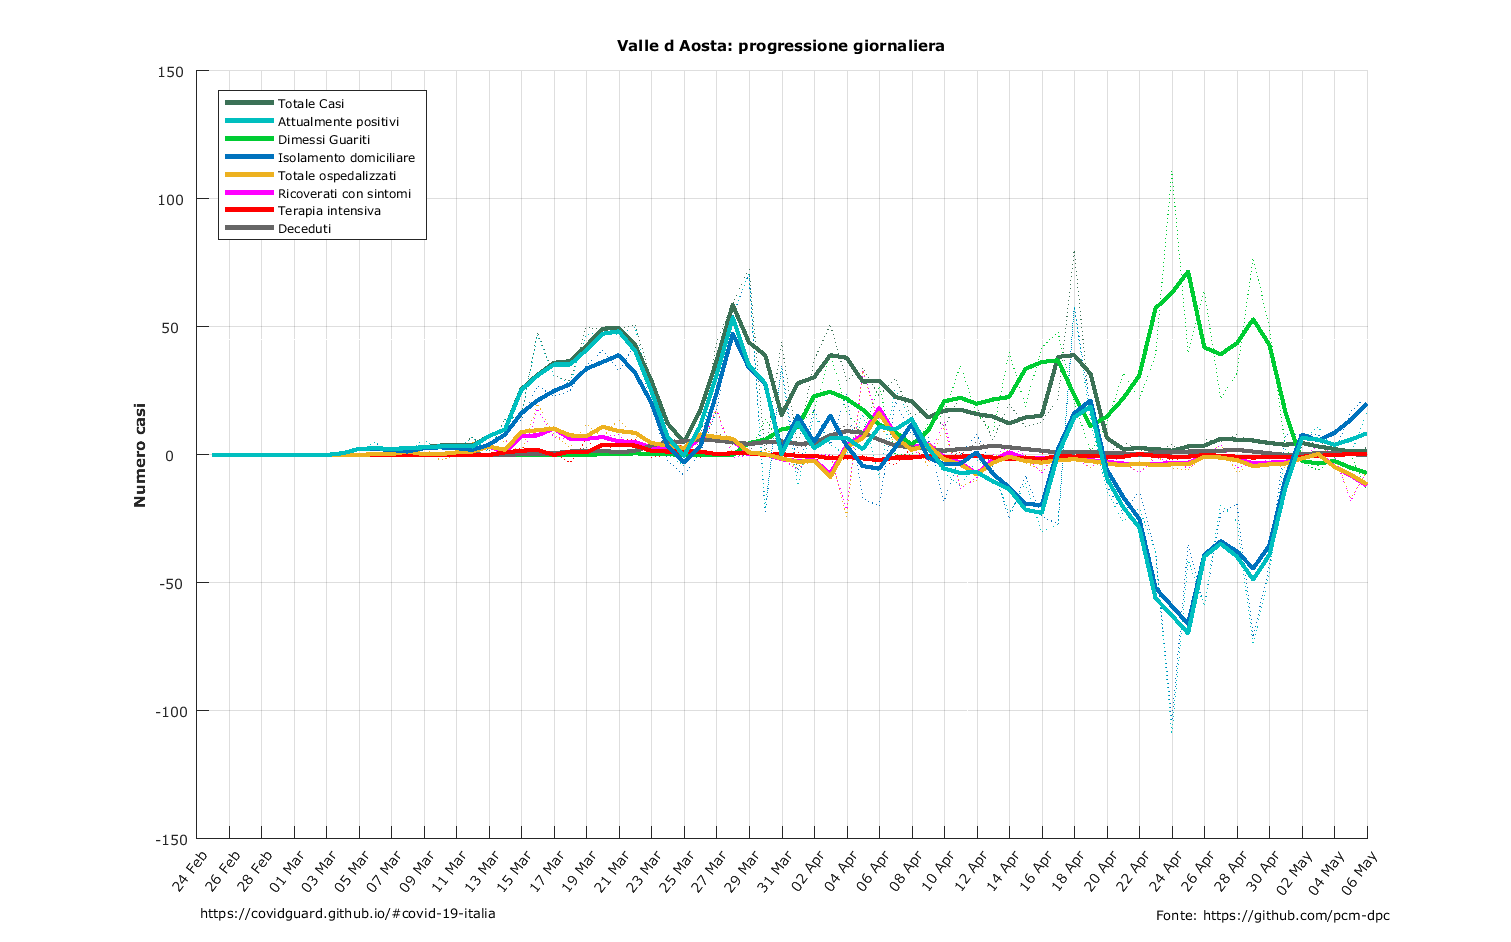 Valle d Aosta: progressione giornaliera
150
100
50
0
-50
-100
-150
Numero casi
Totale Casi
Attualmente positivi
Dimessi Guariti
Isolamento domiciliare
Totale ospedalizzati
Ricoverati con sintomi
Terapia intensiva
Deceduti
24 Feb
26 Feb
28 Feb
01 Mar
03 Mar
05 Mar
07 Mar
09 Mar
11 Mar
13 Mar
15 Mar
17 Mar
19 Mar
21 Mar
23 Mar
25 Mar
27 Mar
29 Mar
31 Mar
02 Apr
04 Apr
06 Apr
08 Apr
10 Apr
12 Apr
14 Apr
16 Apr
18 Apr
20 Apr
22 Apr
24 Apr
26 Apr
28 Apr
30 Apr
02 May
04 May
06 May
https://covidguard.github.io/#covid-19-italia
Fonte: https://github.com/pcm-dpc